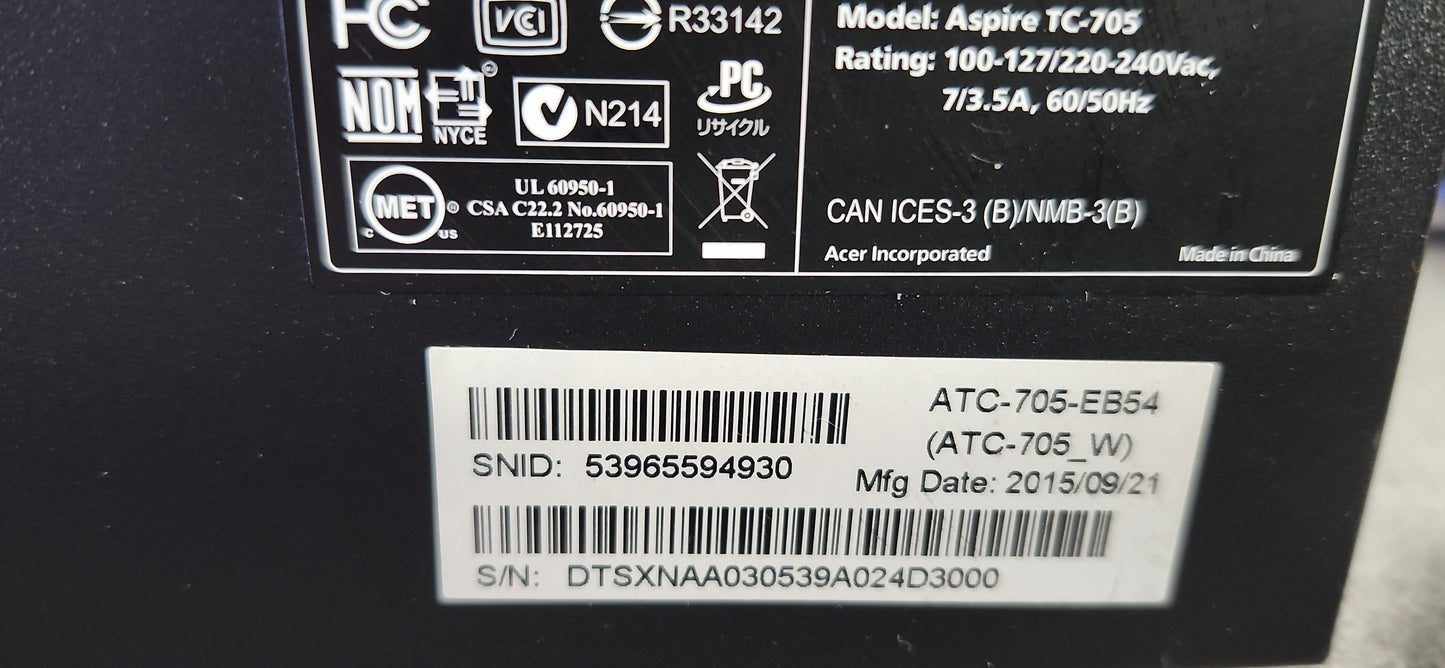 FC
VCI
R33142
NOM
NYCE
N214
PC
リサイクル
MET
C
US
UL 60950-1
CSA C22.2 No.60950-1
E112725
Model: Aspire TC-705
Rating: 100-127/220-240Vac,
7/3.5A, 60/50Hz
CAN ICES-3 (B)/NMB-3(B)
Acer Incorporated
Made in China
ATC-705-EB54
(ATC-705_W)
SNID: 53965594930
Mfg Date: 2015/09/21
S/N: DTSXNAA030539A024D3000